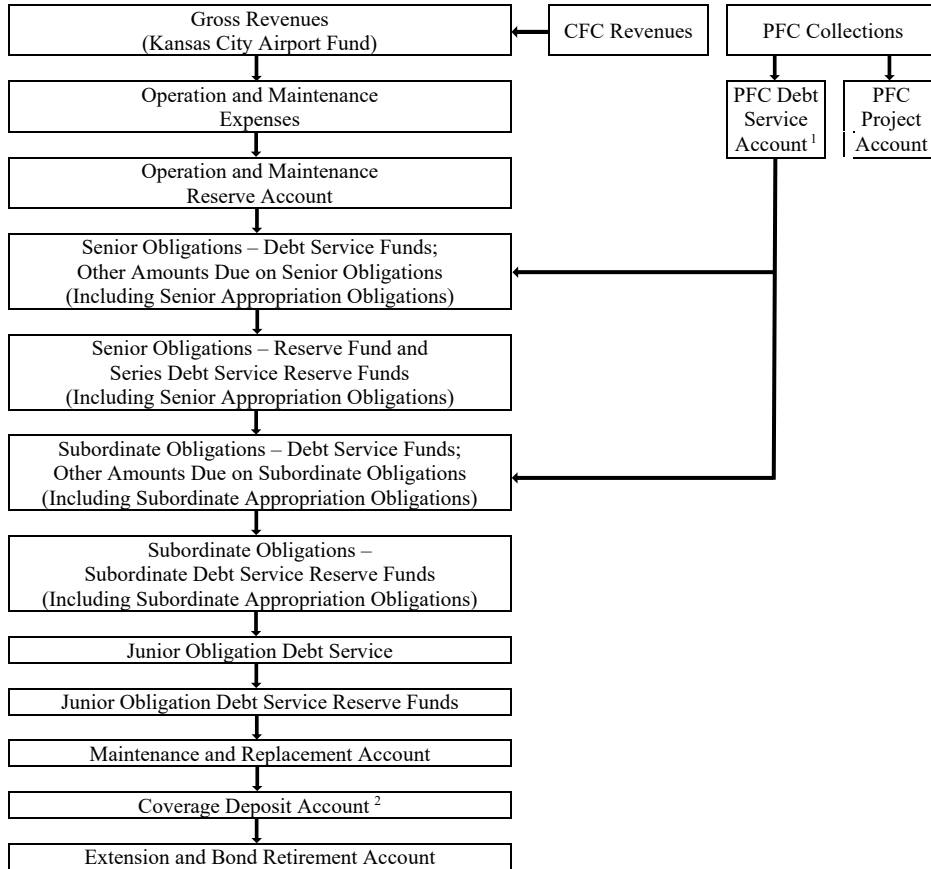 Gross Revenues
(Kansas City Airport Fund)
CFC Revenues
PFC Collections
Operation and Maintenance
Expenses
PFC Debt
Service
Account 1
PFC
Project
Account
Operation and Maintenance
Reserve Account
Senior Obligations – Debt Service Funds;
Other Amounts Due on Senior Obligations
(Including Senior Appropriation Obligations)
Senior Obligations – Reserve Fund and
Series Debt Service Reserve Funds
(Including Senior Appropriation Obligations)
Subordinate Obligations – Debt Service Funds;
Other Amounts Due on Subordinate Obligations
(Including Subordinate Appropriation Obligations)
Subordinate Obligations –
Subordinate Debt Service Reserve Funds
(Including Subordinate Appropriation Obligations)
Junior Obligation Debt Service
Junior Obligation Debt Service Reserve Funds
Maintenance and Replacement Account
Coverage Deposit Account 2
Extension and Bond Retirement Account